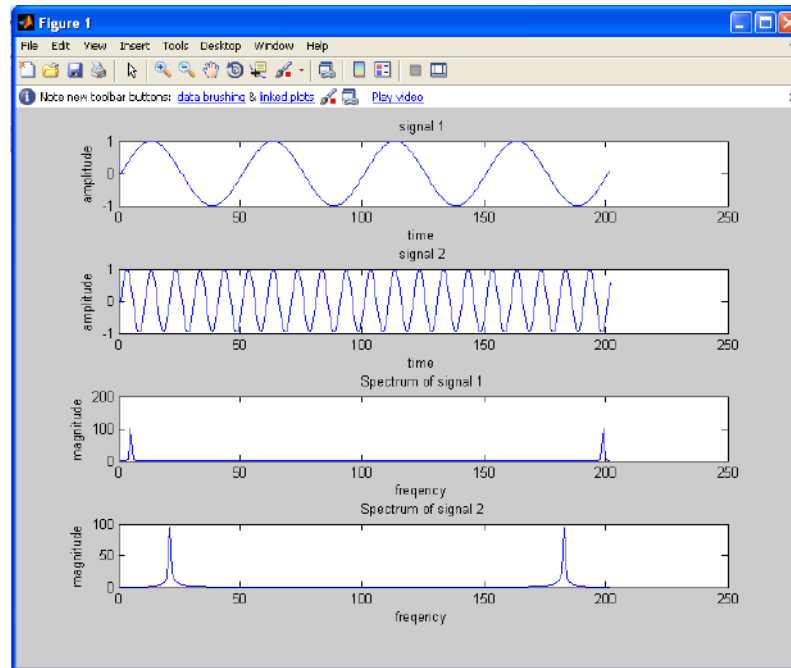 Figure 1
File Edit View Insert Tools Desktop Window Help
Note new toolbar buttons: data brushing & linked plots Play video
signal 1
amplitude
1
0
-1
0 50 100 150 200 250
time
signal 2
amplitude
1
0
-1
0 50 100 150 200 250
time
Spectrum of signal 1
magnitude
200
100
0
0 50 100 150 200 250
freqency
Spectrum of signal 2
magnitude
100
50
0
0 50 100 150 200 250
freqency